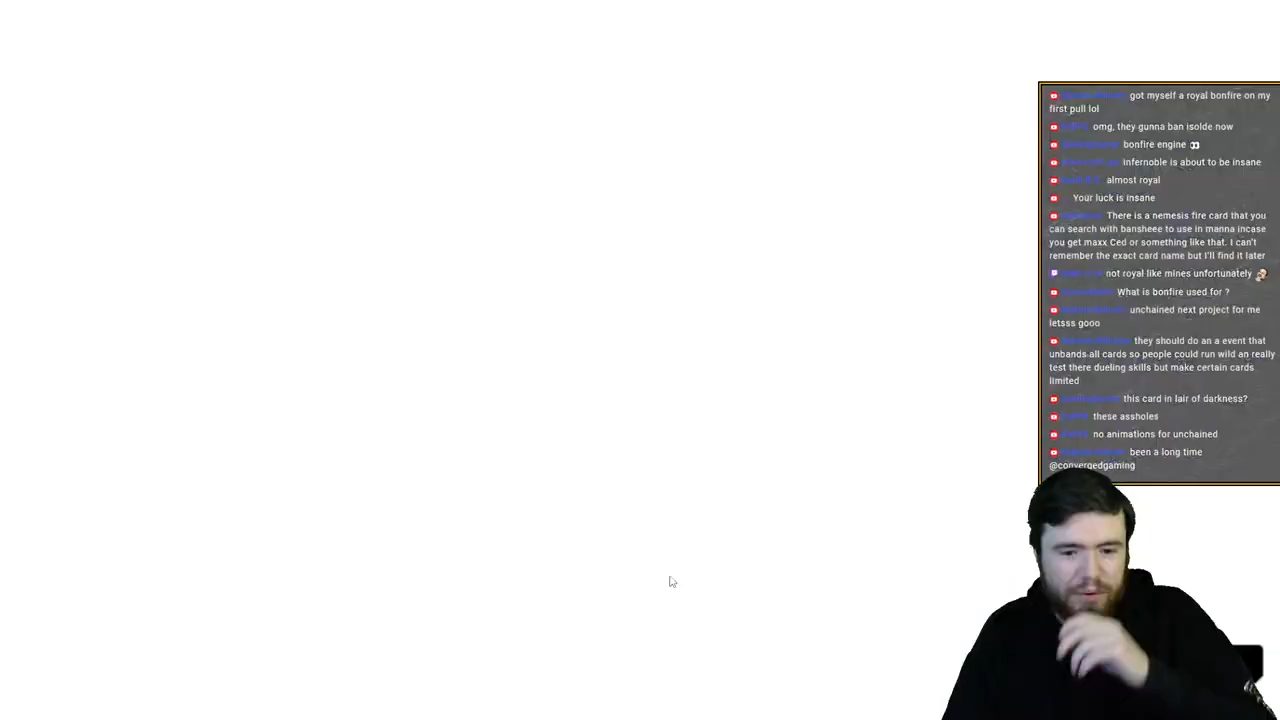 got myself a royal bonfire on my
first pull lol
omg, they gunna ban isolde now
bonfire engine
Infernoble is about to be insane
almost royal
Your luck is insane
There is a nemesis fire card that you
can search with bansheee to use in manna incase
you get maxx Ced or something like that. I can't
remember the exact card name but I'll find it later
not royal like mines unfortunately
What is bonfire used for ?
unchained next project for me
letsss gooo
they should do an a event that
unbands all cards so people could run wild an really
test there dueling skills but make certain cards
limited
this card in lair of darkness?
these assholes
no animations for unchained
been a long time
@convergedgaming